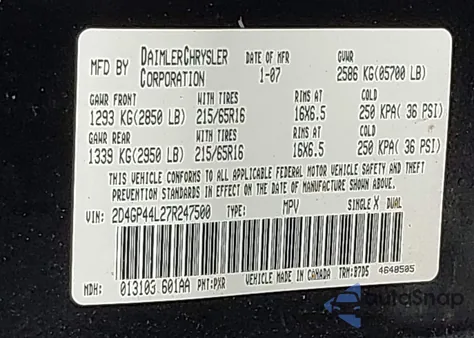 MFD BY DAIMLERCHRYSLER CORPORATION DATE OF MFR 1-07 GVWR 2586 KG(05700 LB)
GAWR FRONT WITH TIRES RIMS AT COLD
1293 KG(2850 LB) 215/65R16 16X6.5 250 KPA( 36 PSI)
GAWR REAR WITH TIRES RIMS AT COLD
1339 KG(2950 LB) 215/65R16 16X6.5 250 KPA( 36 PSI)
THIS VEHICLE CONFORMS TO ALL APPLICABLE FEDERAL MOTOR VEHICLE SAFETY AND THEFT
PREVENTION STANDARDS IN EFFECT ON THE DATE OF MANUFACTURE SHOWN ABOVE.
VIN: 2D4GP44L27R247500 TYPE: MPV SINGLE X DUAL
MDH: 013103 601AA PNT:PXR VEHICLE MADE IN CANADA TRM:B7D5 4648505
AutoSnap